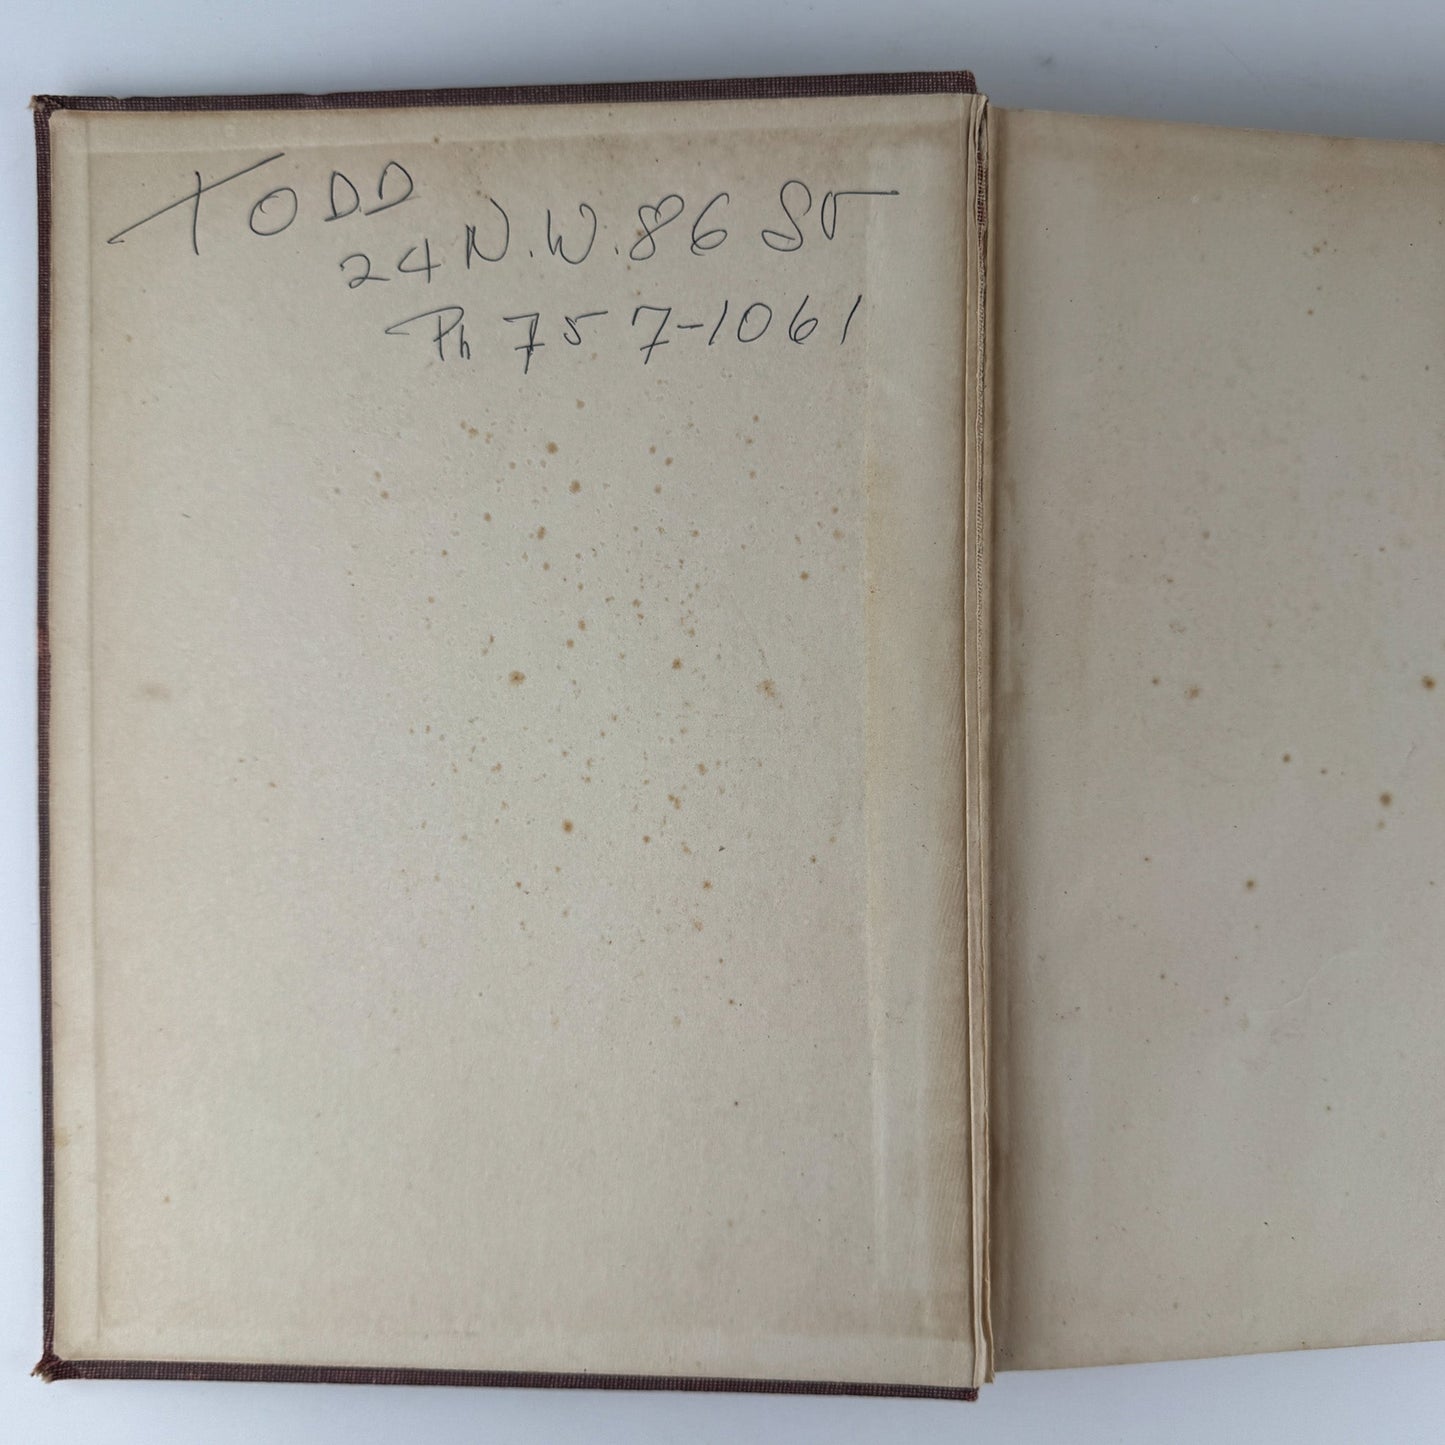 TODD
24 N.W. 86 ST
Ph 757-1061